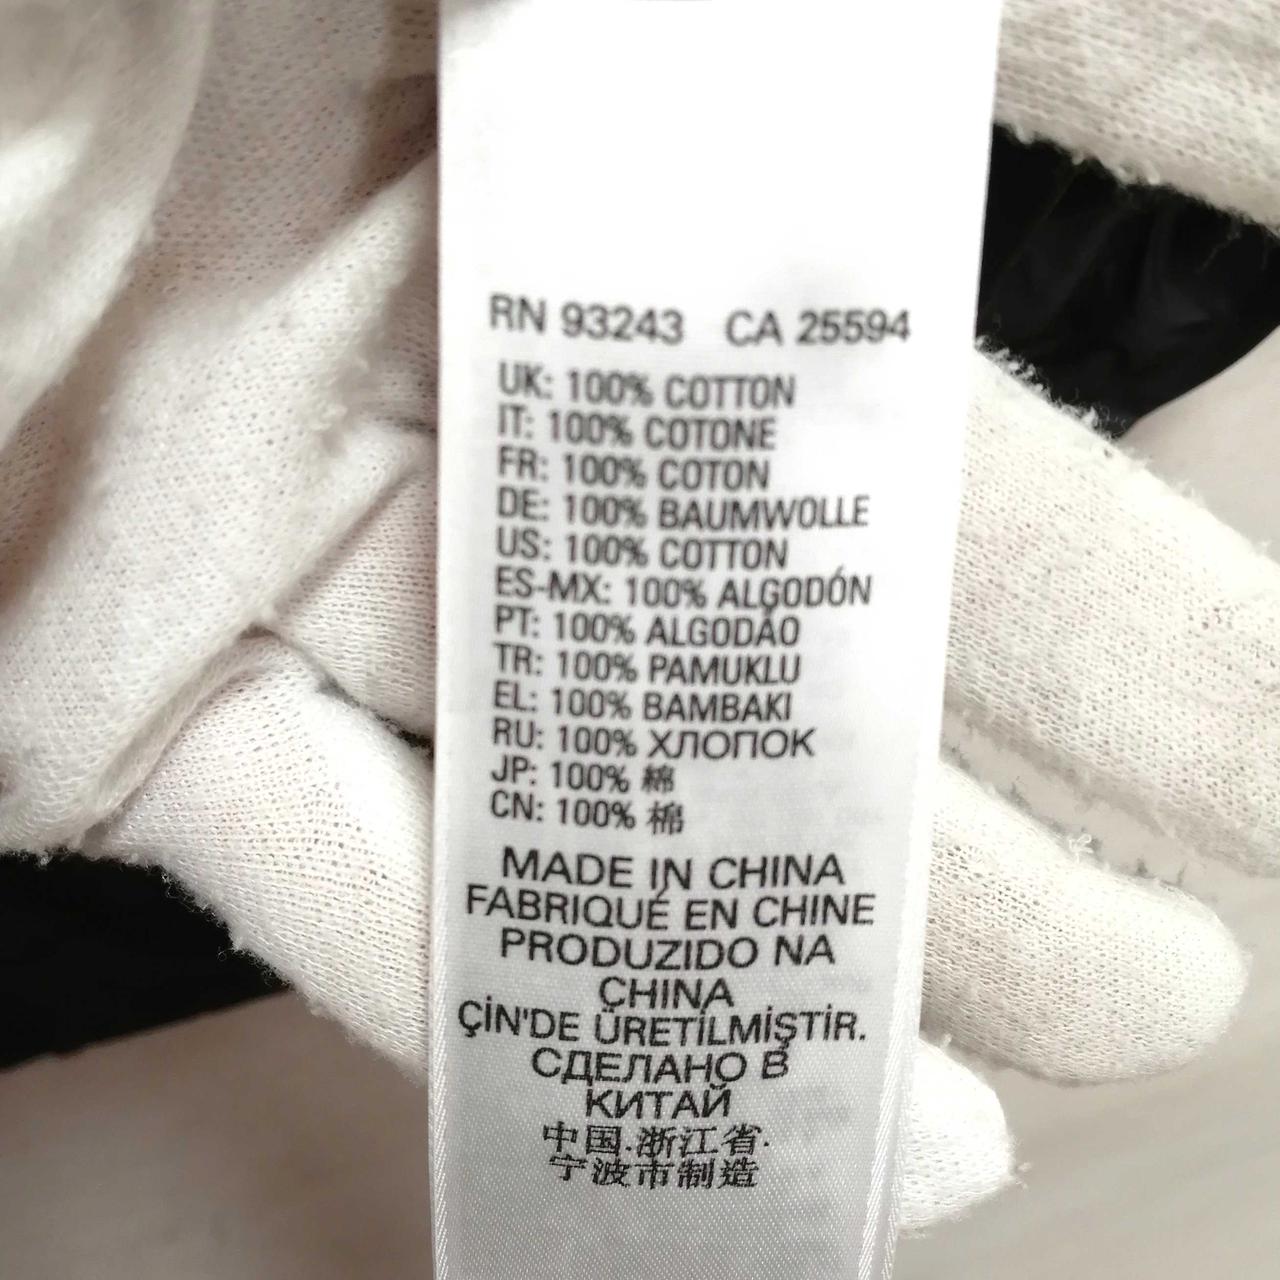 RN 93243 CA 25594
UK: 100% COTTON
IT: 100% COTONE
FR: 100% COTON
DE: 100% BAUMWOLLE
US: 100% COTTON
ES-MX: 100% ALGODÓN
PT: 100% ALGODÃO
TR: 100% PAMUKLU
EL: 100% BAMBAKI
RU: 100% ХЛОПОК
JP: 100% 綿
CN: 100% 棉
MADE IN CHINA
FABRIQUÉ EN CHINE
PRODUZIDO NA
CHINA
ÇİN'DE ÜRETİLMİŞTİR.
СДЕЛАНО В
КИТАЙ
中国.浙江省.
宁波市制造